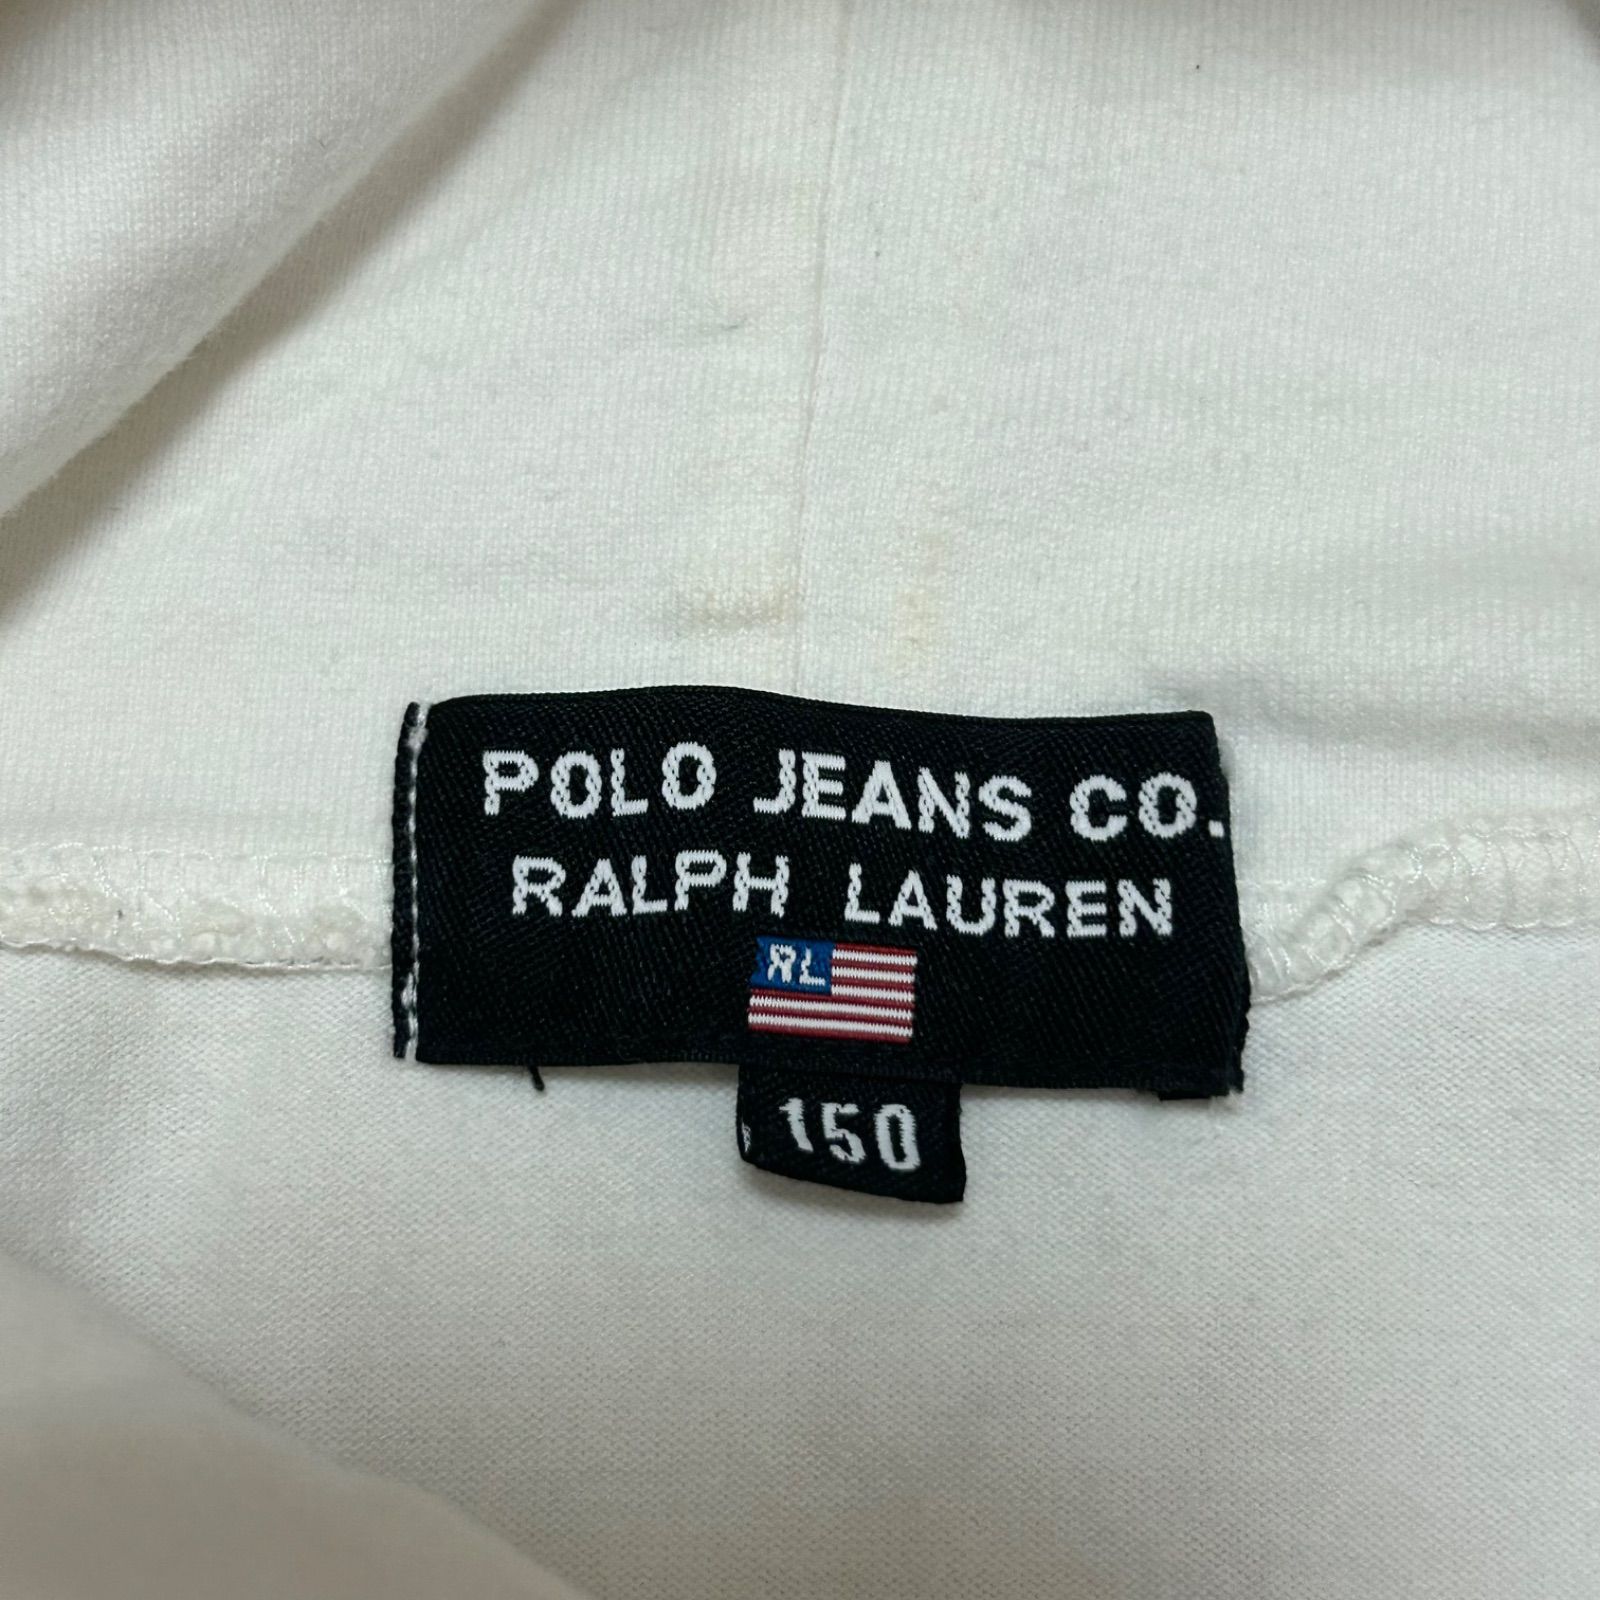 POLO JEANS CO.
RALPH LAUREN
RL
150